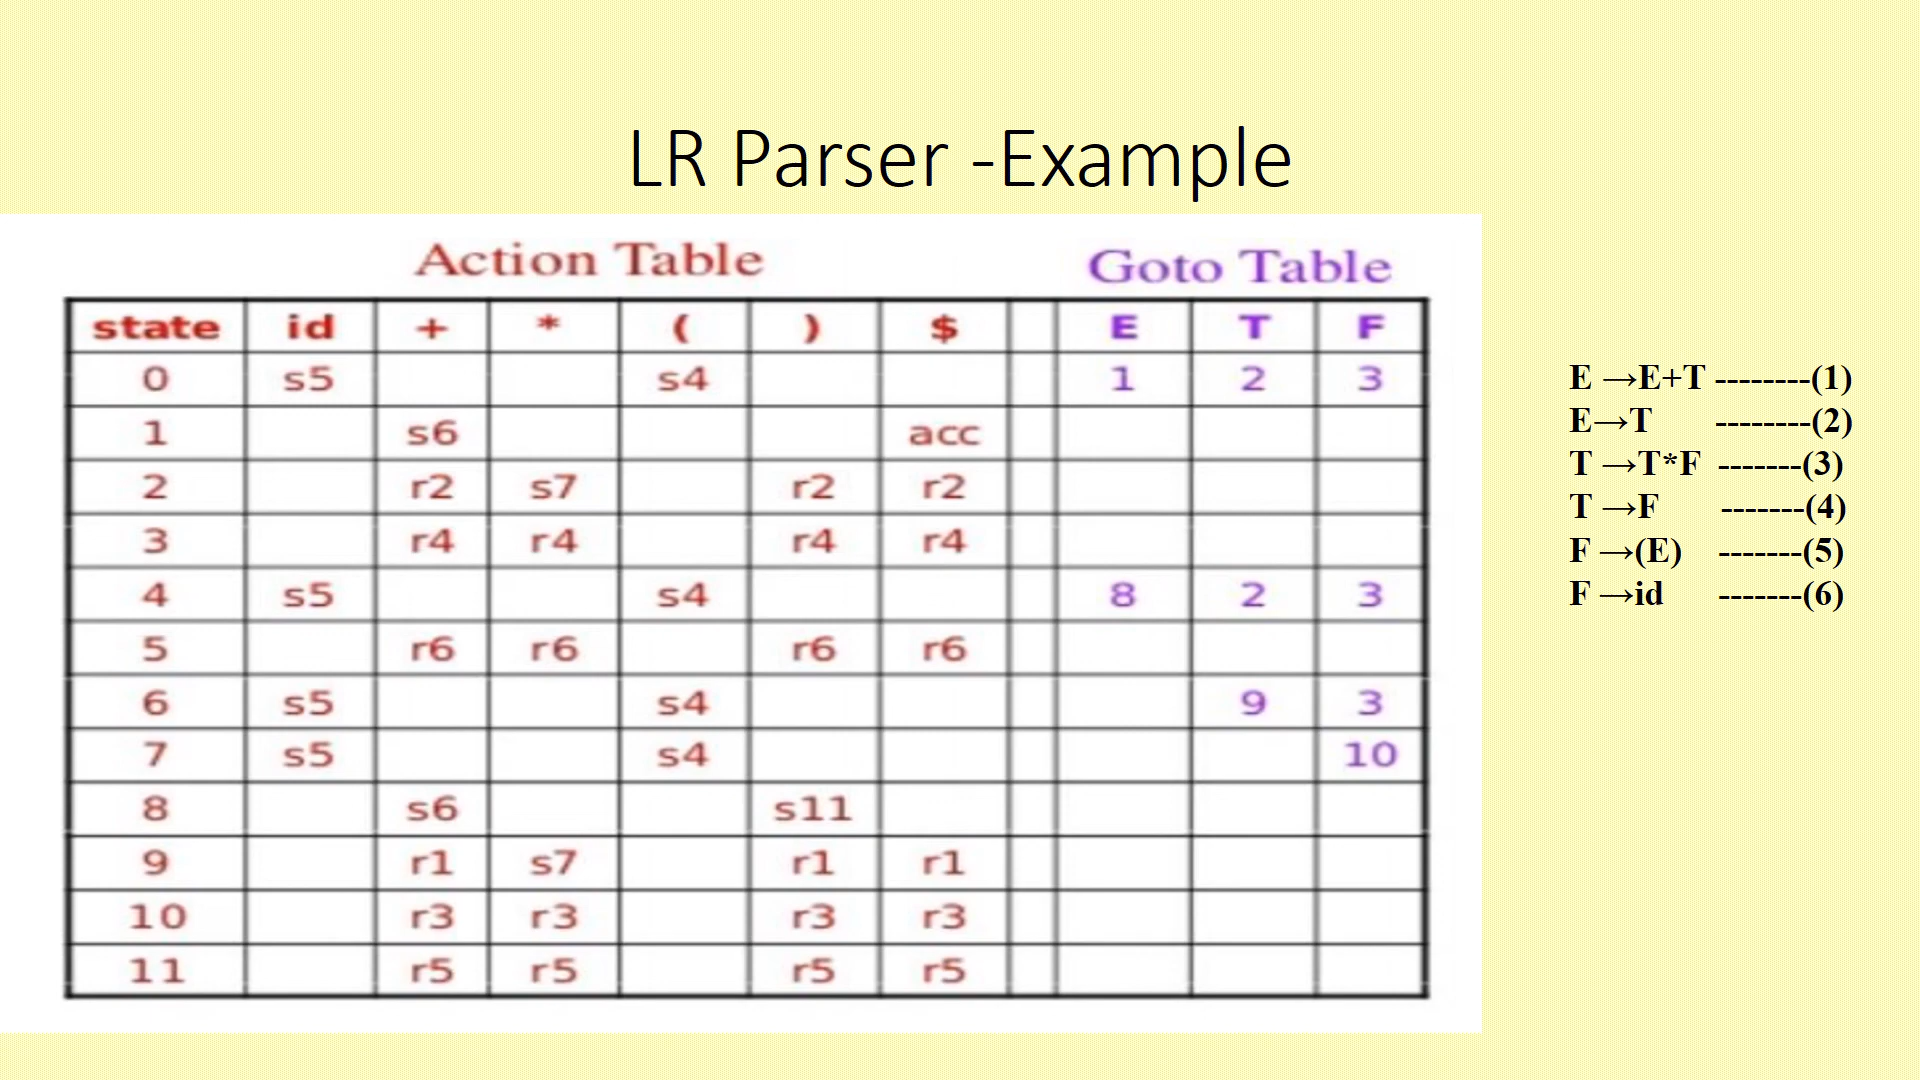 LR Parser -Example
Action Table Goto Table
state id + * ( ) $ E T F
0 s5 s4 1 2 3
1 s6 acc
2 r2 s7 r2 r2
3 r4 r4 r4 r4
4 s5 s4 8 2 3
5 r6 r6 r6 r6
6 s5 s4 9 3
7 s5 s4 10
8 s6 s11
9 r1 s7 r1 r1
10 r3 r3 r3 r3
11 r5 r5 r5 r5
E →E+T --------(1)
E→T --------(2)
T →T*F -------(3)
T →F -------(4)
F →(E) -------(5)
F →id -------(6)